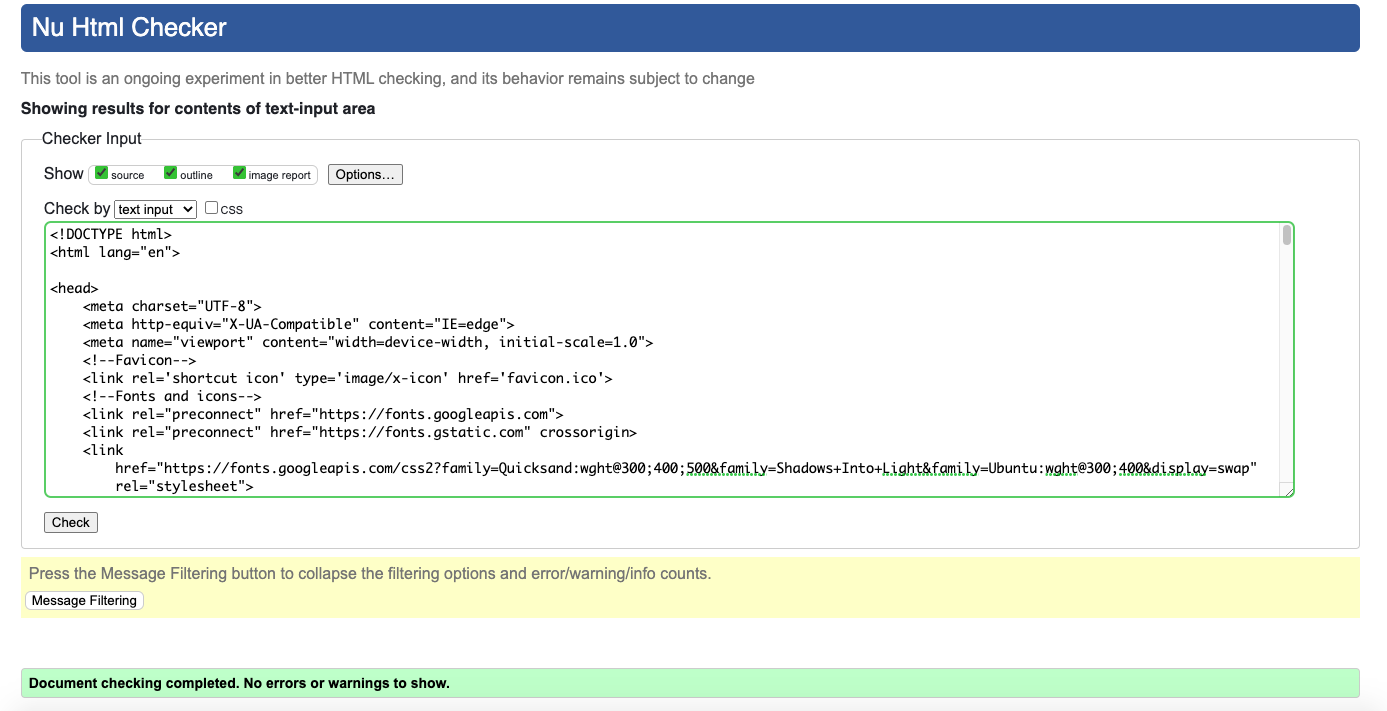 Nu Html Checker
This tool is an ongoing experiment in better HTML checking, and its behavior remains subject to change
Showing results for contents of text-input area
Checker Input
Show source outline image report Options...
Check by text input CSS
<!DOCTYPE html>
<html lang="en">
<head>
<meta charset="UTF-8">
<meta http-equiv="X-UA-Compatible" content="IE=edge">
<meta name="viewport" content="width=device-width, initial-scale=1.0">
<!--Favicon-->
<link rel='shortcut icon' type='image/x-icon' href='favicon.ico'>
<!--Fonts and icons-->
<link rel="preconnect" href="https://fonts.googleapis.com">
<link rel="preconnect" href="https://fonts.gstatic.com" crossorigin>
<link
href="https://fonts.googleapis.com/css2?family=Quicksand:wght@300;400;500&family=Shadows+Into+Light&family=Ubuntu:wght@300;400&display=swap"
rel="stylesheet">
Check
Press the Message Filtering button to collapse the filtering options and error/warning/info counts.
Message Filtering
Document checking completed. No errors or warnings to show.